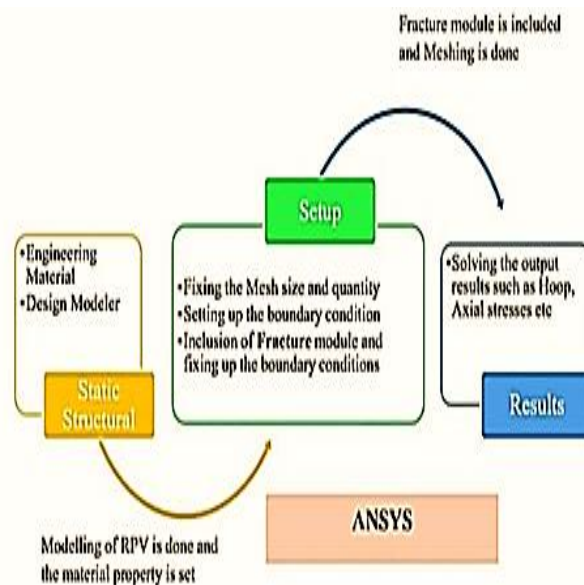 Fracture module is included
and Meshing is done
Setup
•Engineering
Material
•Design Modeler
Static
Structural
•Fixing the Mesh size and quantity
•Setting up the boundary condition
•Inclusion of Fracture module and
fixing up the boundary conditions
•Solving the output
results such as Hoop,
Axial stresses etc
Results
Modelling of RPV is done and
the material property is set
ANSYS